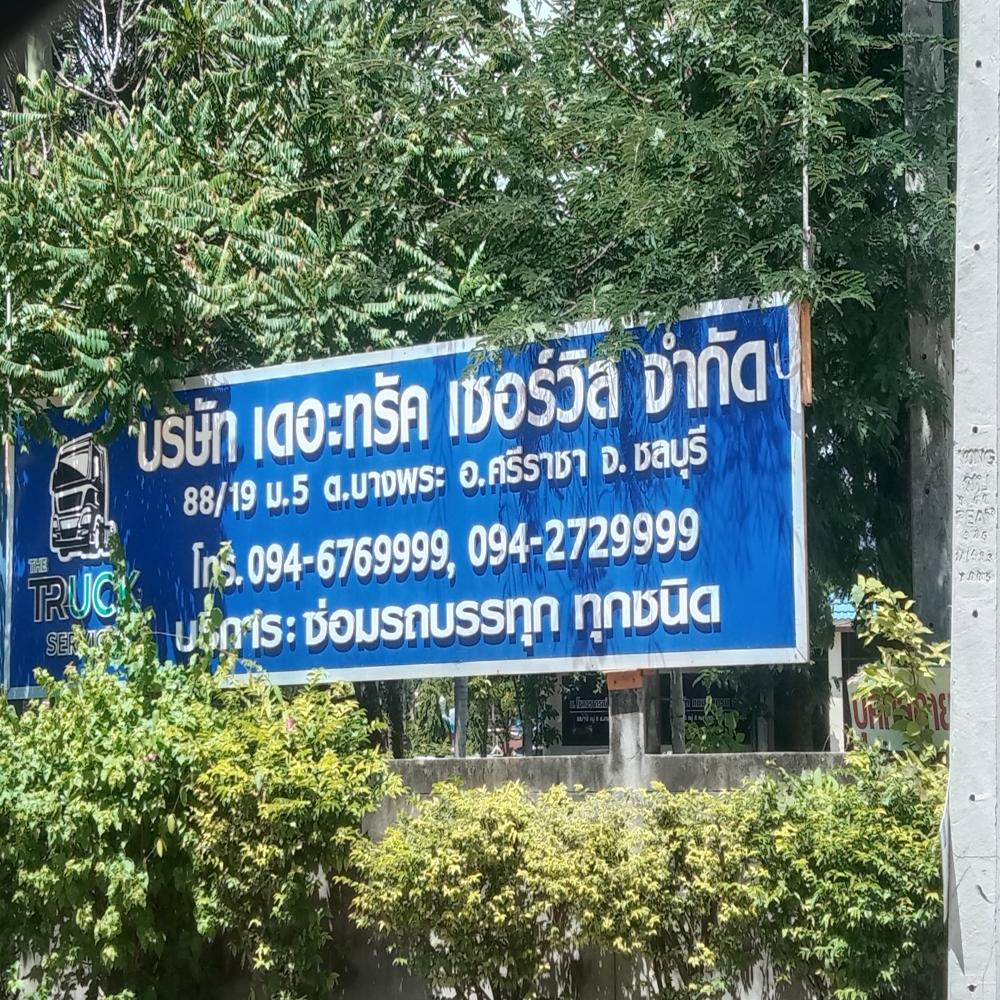 บริษัท เดอะทรัค เซอร์วิส จำกัด
88/19 ม.5 ต.บางพระ อ.ศรีราชา จ. ชลบุรี
โทร. 094-6769999, 094-2729999
บริการ: ซ่อมรถบรรทุก ทุกชนิด
THE
TRUCK